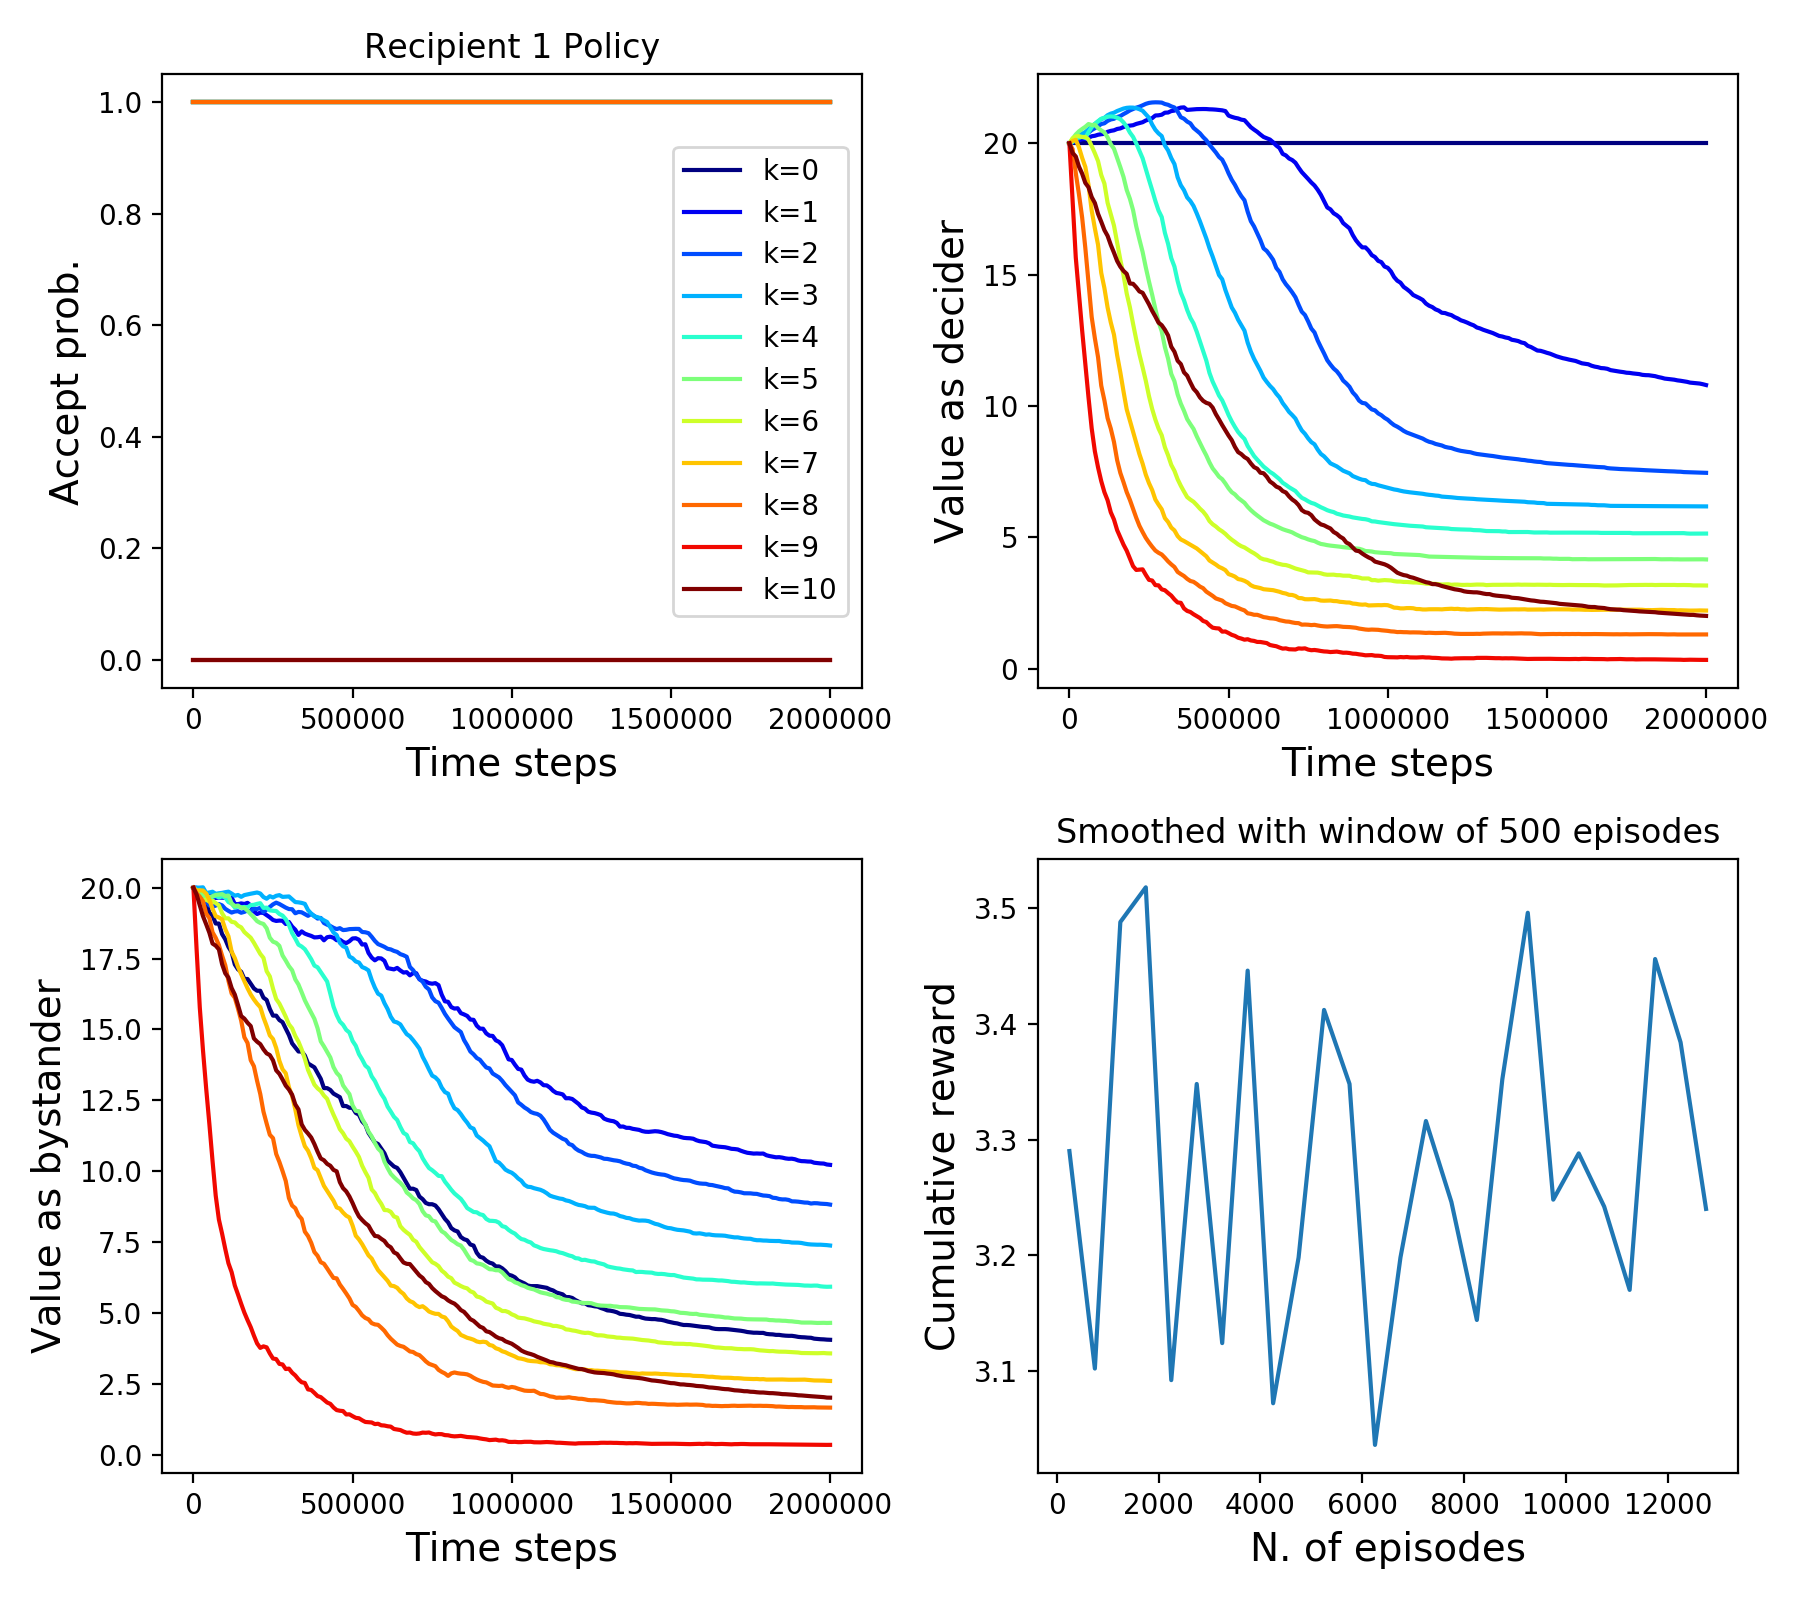 Recipient 1 Policy
Accept prob.
1.0
0.8
0.6
0.4
0.2
0.0
k=0
k=1
k=2
k=3
k=4
k=5
k=6
k=7
k=8
k=9
k=10
0 500000 1000000 1500000 2000000
Time steps
Value as decider
20
15
10
5
0
0 500000 1000000 1500000 2000000
Time steps
Value as bystander
20.0
17.5
15.0
12.5
10.0
7.5
5.0
2.5
0.0
0 500000 1000000 1500000 2000000
Time steps
Smoothed with window of 500 episodes
Cumulative reward
3.5
3.4
3.3
3.2
3.1
0 2000 4000 6000 8000 10000 12000
N. of episodes